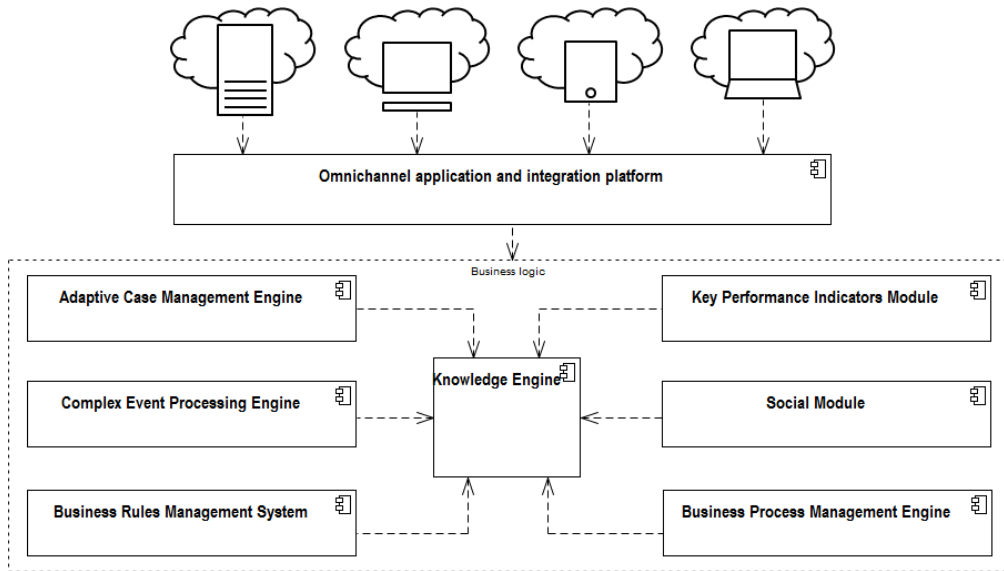 Omnichannel application and integration platform
Business logic
Adaptive Case Management Engine
Key Performance Indicators Module
Knowledge Engine
Complex Event Processing Engine
Social Module
Business Rules Management System
Business Process Management Engine